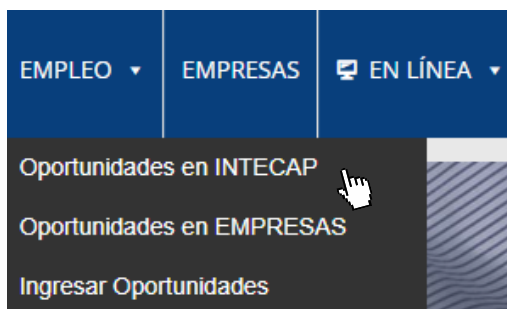 EMPLEO EMPRESAS EN LÍNEA
Oportunidades en INTECAP
Oportunidades en EMPRESAS
Ingresar Oportunidades